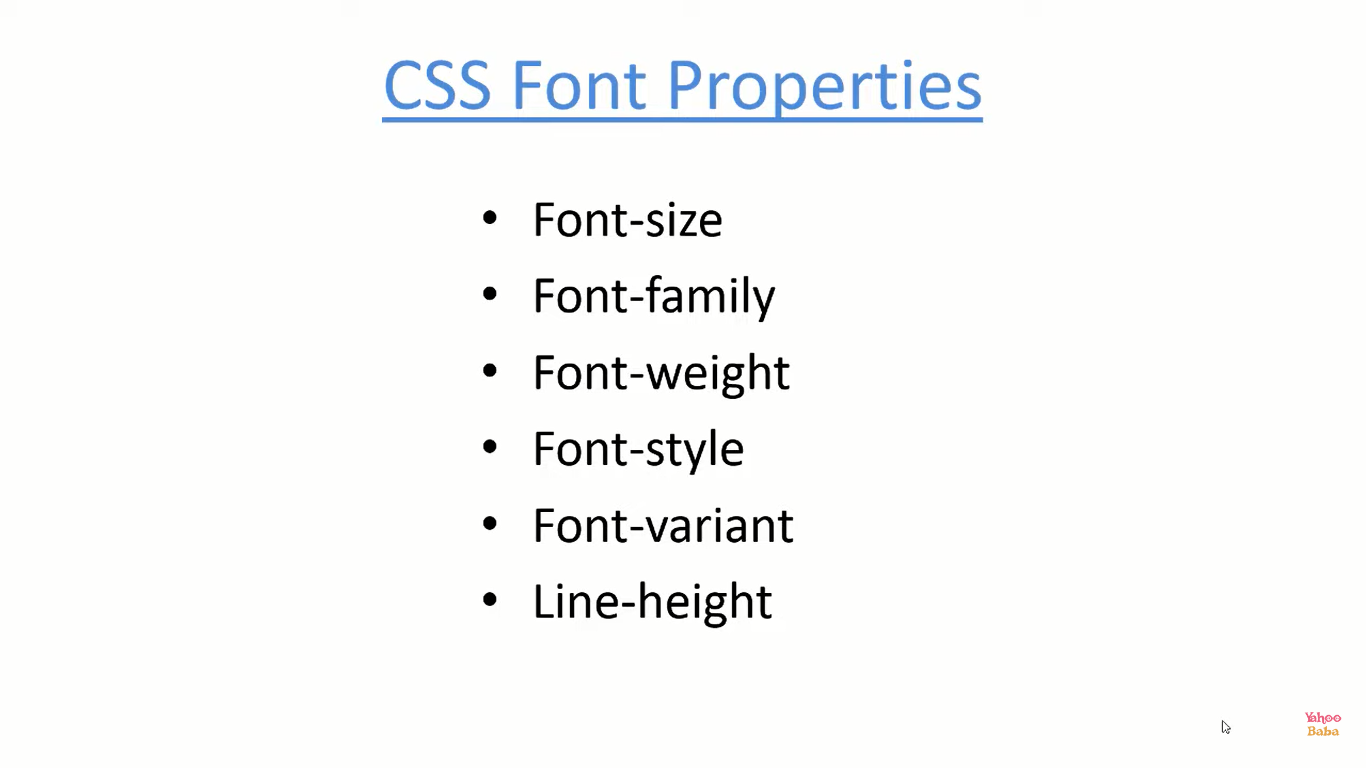 CSS Font Properties
• Font-size
• Font-family
• Font-weight
• Font-style
• Font-variant
• Line-height
Yahoo
Baba